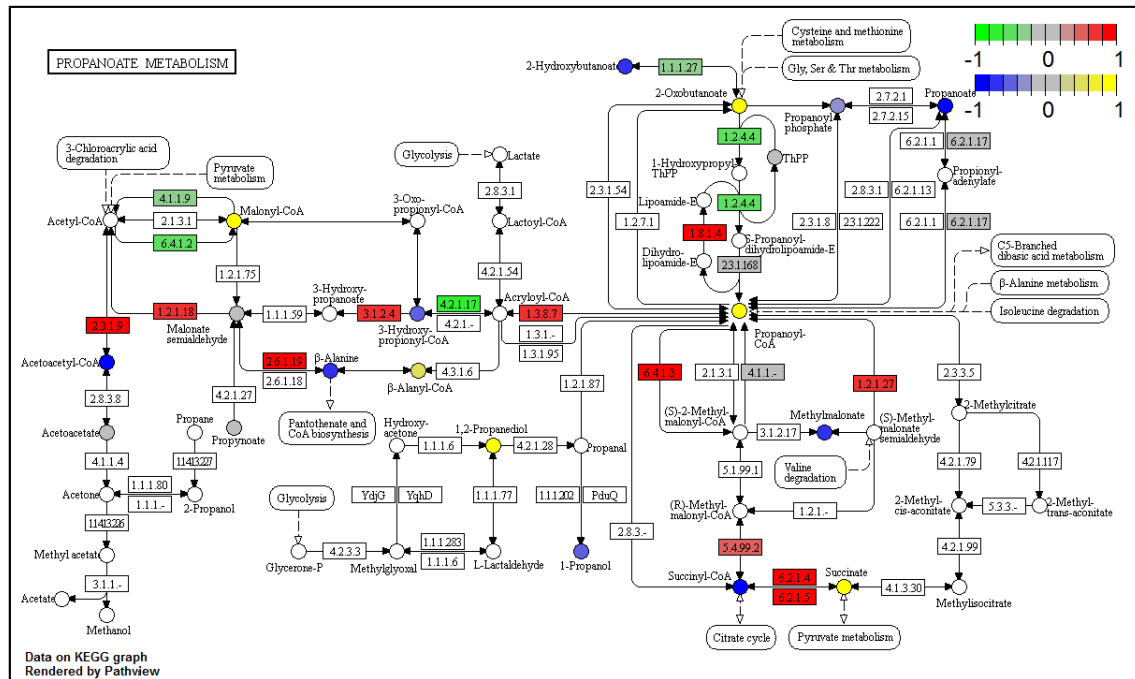 PROPANOATE METABOLISM
-1 0 1
-1 0 1
Cysteine and methionine
metabolism
Gly, Ser & Thr metabolism
2-Hydroxybutanoate
1.1.1.27
2-Oxobutanoate
Propanoyl
phosphate
2.7.2.1
2.7.2.15
Propanoate
1.2.4.4
ThPP
6.2.1.1
6.2.1.17
3-Chloroacrylic acid
degradation
Pyruvate
metabolism
Glycolysis
Lactate
1-Hydroxypropyl-
ThPP
Propionyl-
adenylate
2.8.3.1
2.3.1.54
2.8.3.1
6.2.1.13
4.1.1.9
Malonyl-CoA
3-Oxo-
propionyl-CoA
Lipoamide-E
1.2.4.4
Acetyl-CoA
2.1.3.1
Lactoyl-CoA
1.2.7.1
2.3.1.8
2.3.1.222
6.2.1.1
6.2.1.17
6.4.1.2
1.8.1.4
S-Propanoyl-
dihydrolipoamide-E
Dihydro-
lipoamide-E
2.3.1.168
C5-Branched
dibasic acid metabolism
1.2.1.75
4.2.1.54
β-Alanine metabolism
Isoleucine degradation
3-Hydroxy-
propanoate
4.2.1.17
Acryloyl-CoA
1.2.1.18
1.1.1.59
3.1.2.4
4.2.1.-
1.3.8.7
1.3.1.-
1.3.1.95
Malonate
semialdehyde
3-Hydroxy-
propionyl-CoA
Propanoyl-
CoA
2.3.1.9
Acetoacetyl-CoA
2.6.1.19
2.6.1.18
β-Alanine
β-Alanyl-CoA
4.3.1.6
1.2.1.87
6.4.1.3
2.1.3.1
4.1.1.-
1.2.1.27
2.3.3.5
2.8.3.8
4.2.1.27
Pantothenate and
CoA biosynthesis
Acetoacetate
Propane
Propynoate
Hydroxy-
acetone
1,2-Propanediol
1.1.1.6
4.2.1.28
Propanal
(S)-2-Methyl-
malonyl-CoA
Methylmalonate
3.1.2.17
(S)-Methyl-
malonate
semialdehyde
2-Methylcitrate
4.1.1.4
1.14.13.227
Valine
degradation
5.1.99.1
4.2.1.79
4.2.1.117
Acetone
1.1.1.80
1.1.1.-
2-Propanol
Glycolysis
YdjG
YqhD
1.1.1.77
1.1.1.202
PduQ
(R)-Methyl-
malonyl-CoA
1.2.1.-
2-Methyl-
cis-aconitate
5.3.3.-
2-Methyl-
trans-aconitate
1.14.13.226
2.8.3.-
5.4.99.2
4.2.1.99
Methyl acetate
Glycerone-P
4.2.3.3
Methylglyoxal
1.1.1.283
1.1.1.6
L-Lactaldehyde
1-Propanol
3.1.1.-
Acetate
Methanol
Succinyl-CoA
6.2.1.4
6.2.1.5
Succinate
4.1.3.30
Methylisocitrate
Citrate cycle
Pyruvate metabolism
Data on KEGG graph
Rendered by Pathview